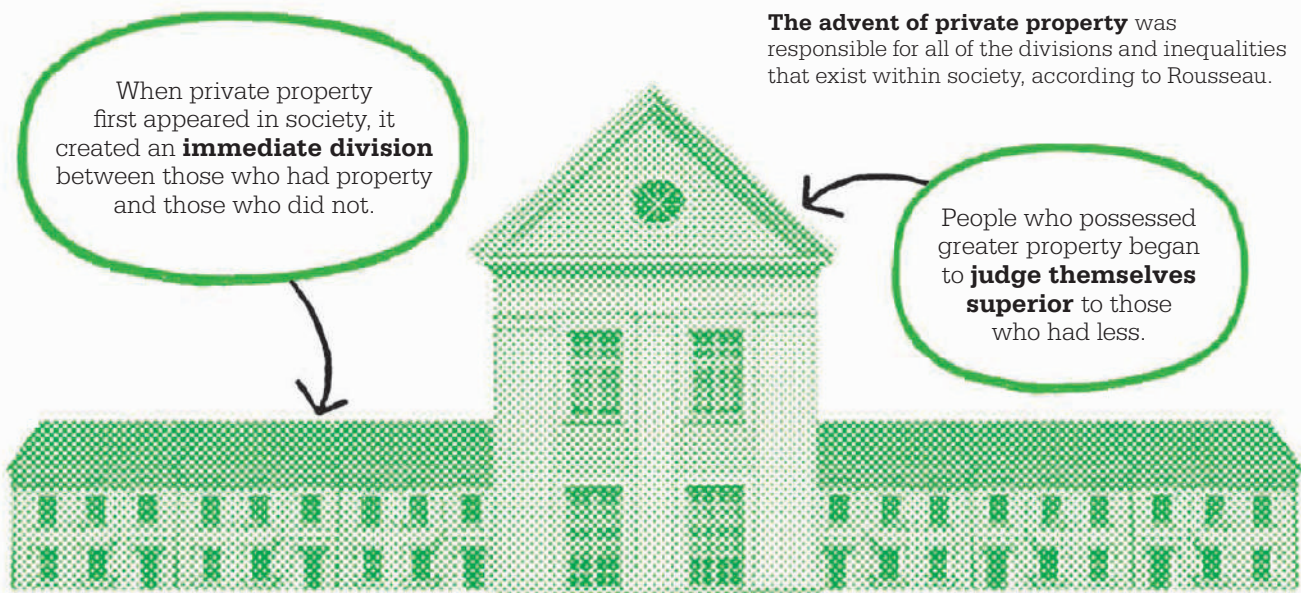 The advent of private property was
responsible for all of the divisions and inequalities
that exist within society, according to Rousseau.
When private property
first appeared in society, it
created an immediate division
between those who had property
and those who did not.
People who possessed
greater property began
to judge themselves
superior to those
who had less.